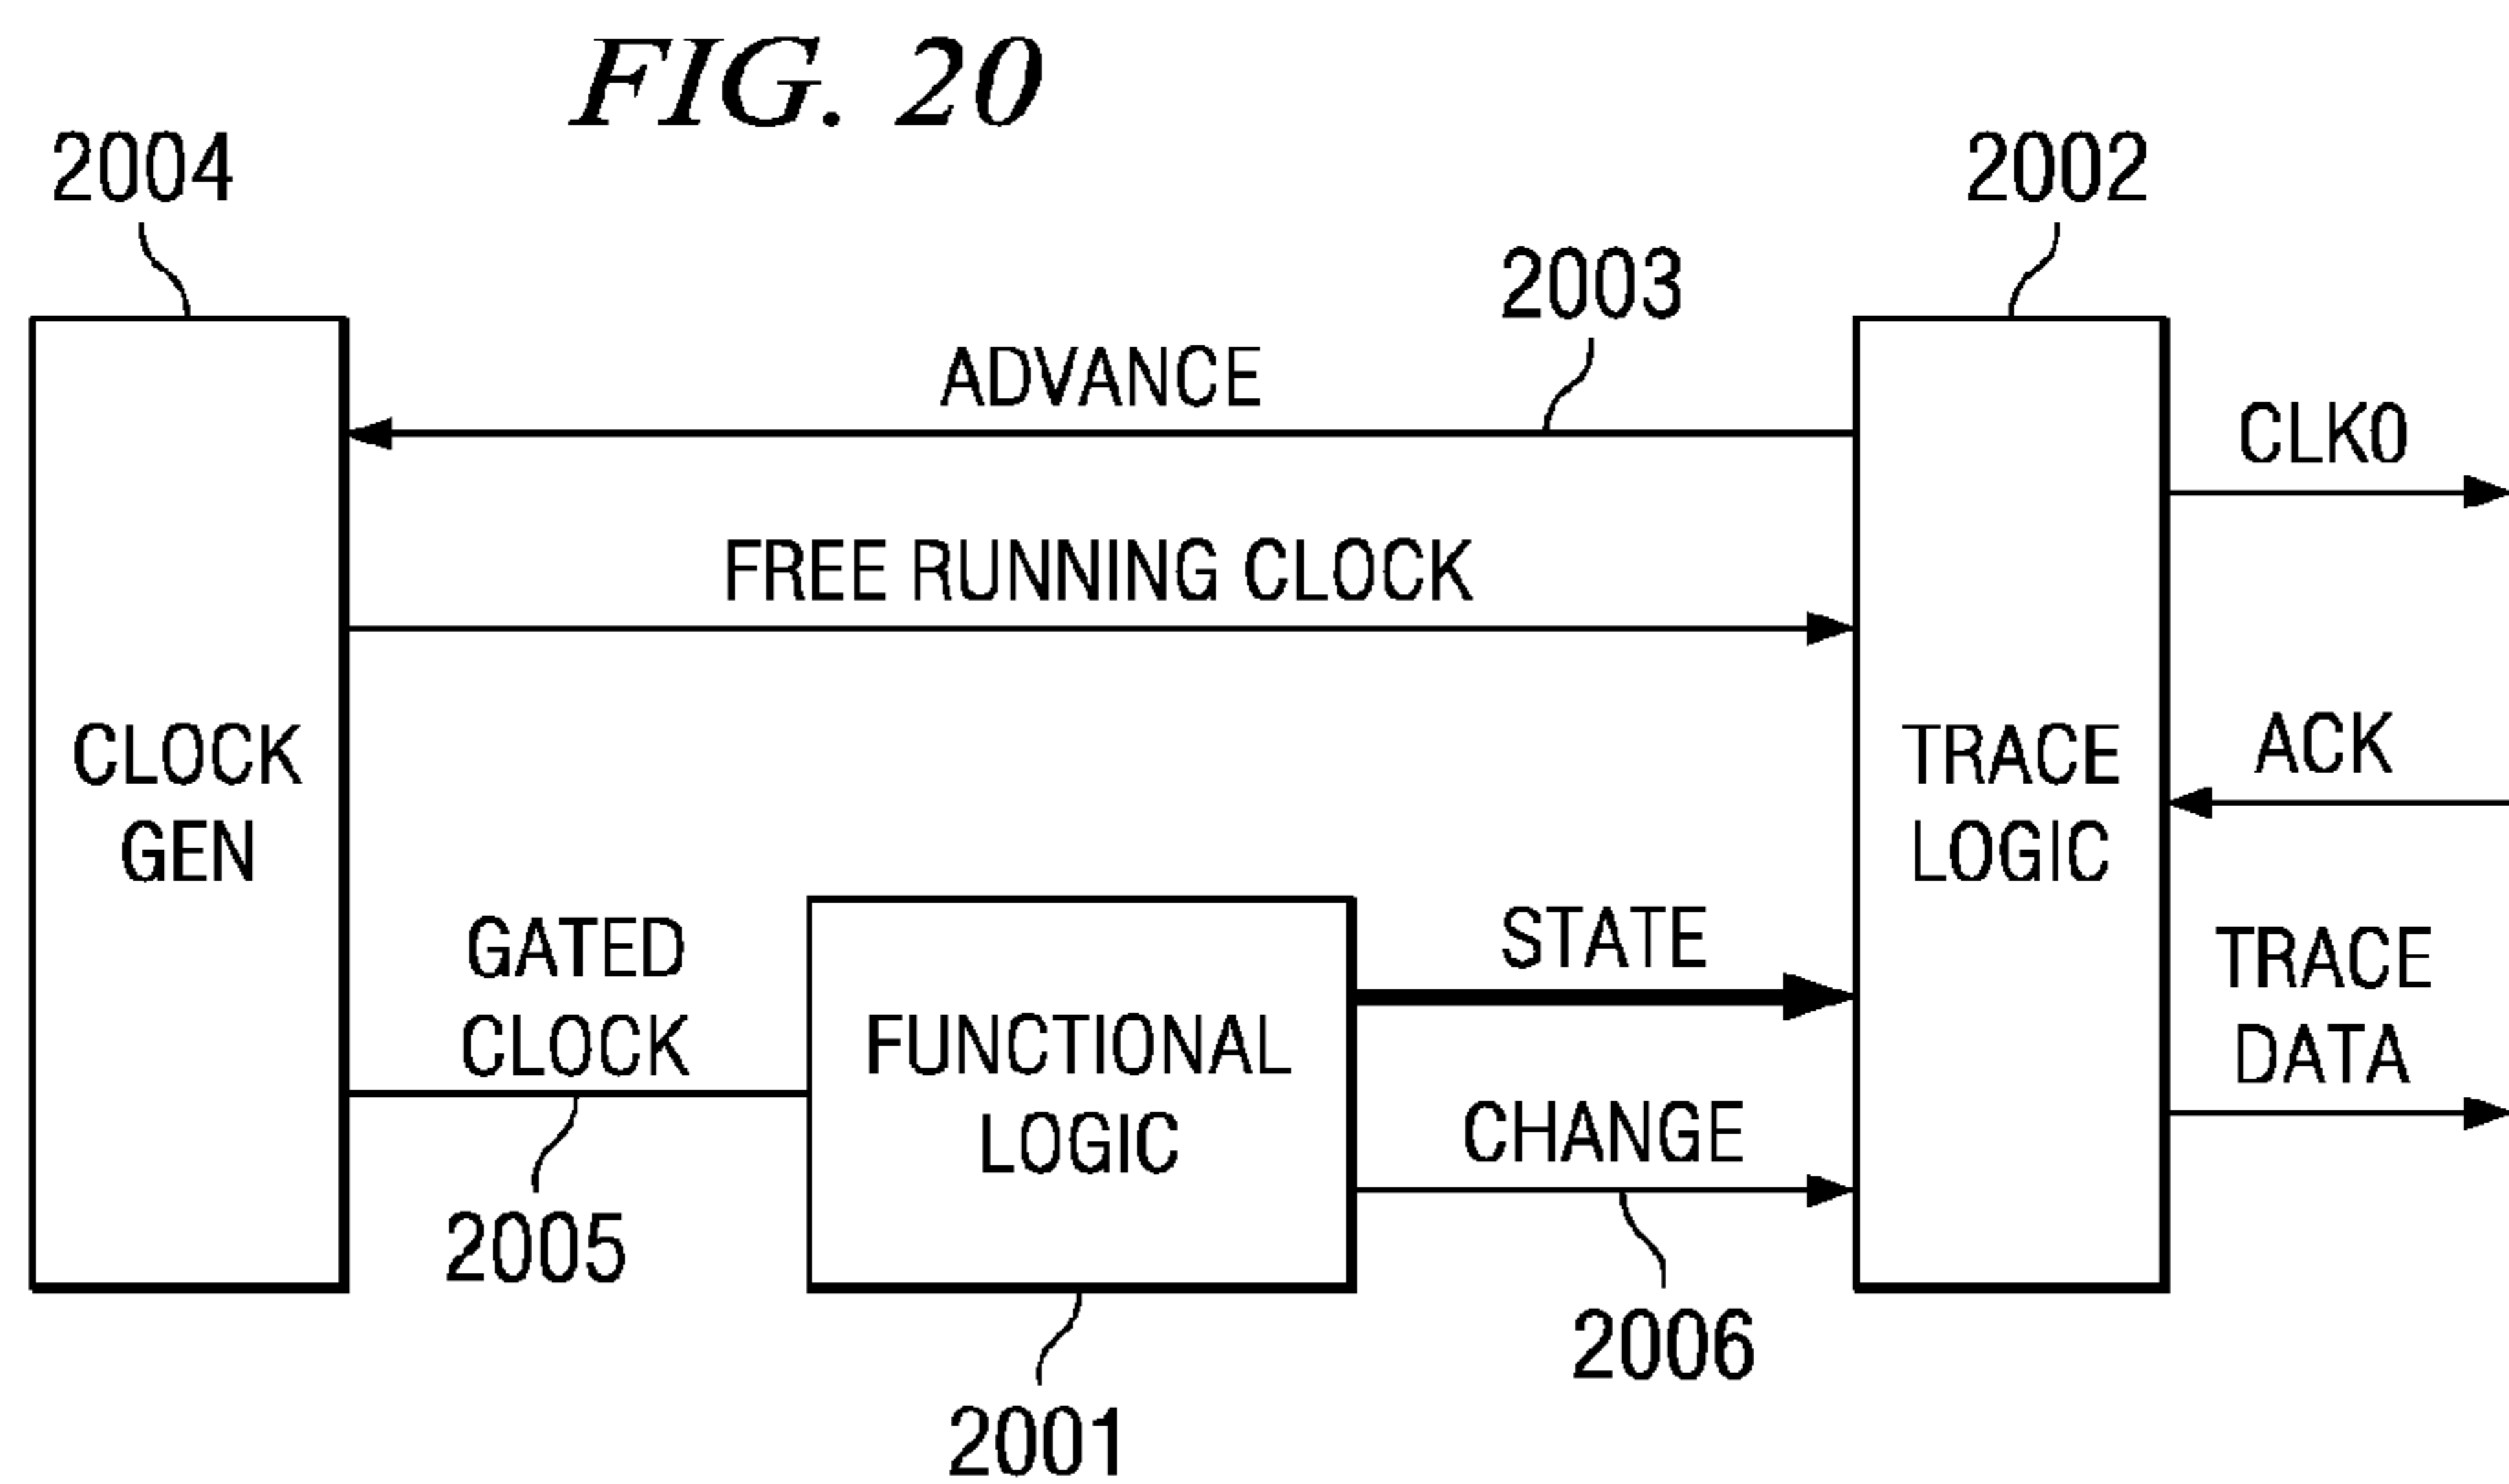 FIG. 20
2004
2002
2003
ADVANCE
CLK0
FREE RUNNING CLOCK
CLOCK
GEN
TRACE
LOGIC
ACK
GATED
CLOCK
FUNCTIONAL
LOGIC
STATE
TRACE
DATA
CHANGE
2005
2006
2001